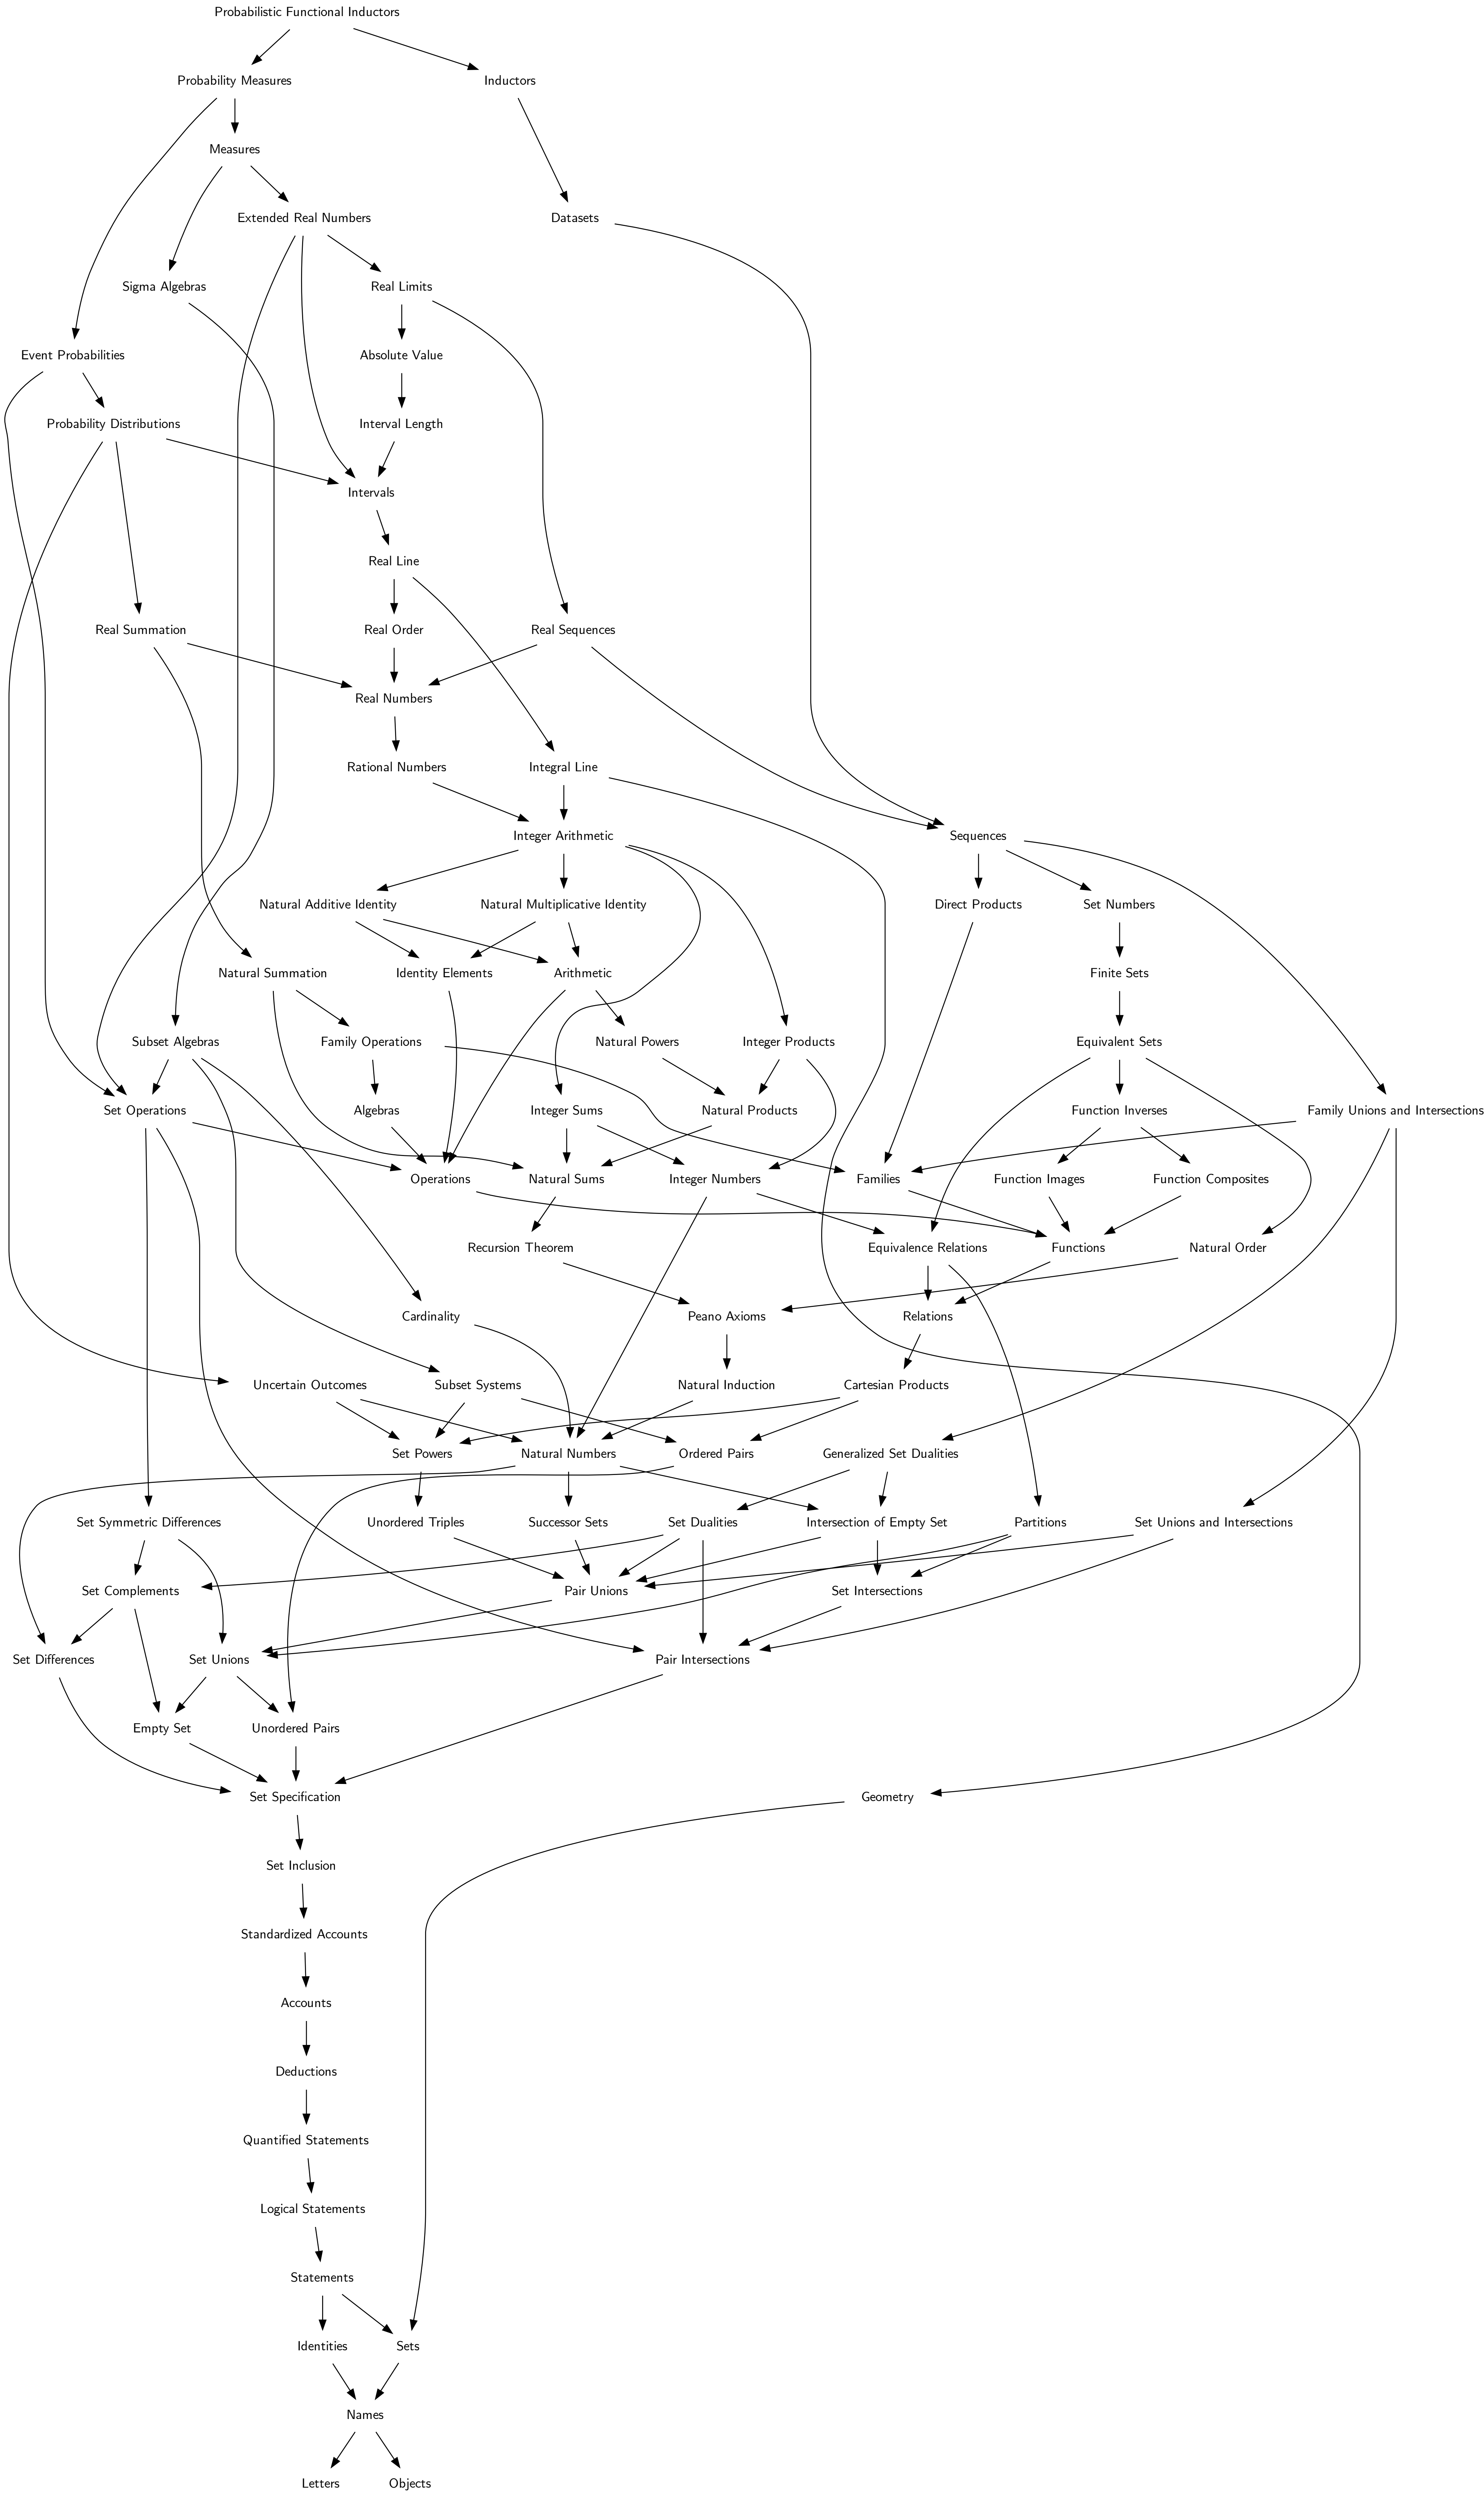 Probabilistic Functional Inductors
Probability Measures
Inductors
Measures
Extended Real Numbers
Datasets
Sigma Algebras
Real Limits
Event Probabilities
Absolute Value
Probability Distributions
Interval Length
Intervals
Real Line
Real Summation
Real Order
Real Sequences
Real Numbers
Rational Numbers
Integral Line
Integer Arithmetic
Sequences
Natural Additive Identity
Natural Multiplicative Identity
Direct Products
Set Numbers
Natural Summation
Identity Elements
Arithmetic
Finite Sets
Subset Algebras
Family Operations
Natural Powers
Integer Products
Equivalent Sets
Set Operations
Algebras
Integer Sums
Natural Products
Function Inverses
Family Unions and Intersections
Operations
Natural Sums
Integer Numbers
Families
Function Images
Function Composites
Recursion Theorem
Equivalence Relations
Functions
Natural Order
Cardinality
Peano Axioms
Relations
Uncertain Outcomes
Subset Systems
Natural Induction
Cartesian Products
Set Powers
Natural Numbers
Ordered Pairs
Generalized Set Dualities
Set Symmetric Differences
Unordered Triples
Successor Sets
Set Dualities
Intersection of Empty Set
Partitions
Set Unions and Intersections
Set Complements
Pair Unions
Set Intersections
Set Differences
Set Unions
Pair Intersections
Empty Set
Unordered Pairs
Set Specification
Geometry
Set Inclusion
Standardized Accounts
Accounts
Deductions
Quantified Statements
Logical Statements
Statements
Identities
Sets
Names
Letters
Objects